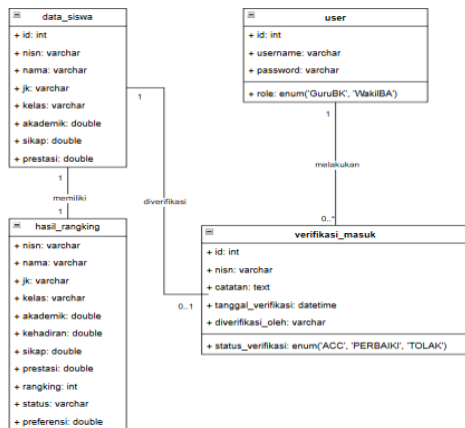 data_siswa
+ id: int
+ nisn: varchar
+ nama: varchar
+ jk: varchar
+ kelas: varchar
+ akademik: double
+ sikap: double
+ prestasi: double
user
+ id: int
+ username: varchar
+ password: varchar
+ role: enum('GuruBK', 'WakilBA')
1
1
melakukan
0..*
1
memiliki
1
diverifikasi
0..1
hasil_rangking
+ nisn: varchar
+ nama: varchar
+ jk: varchar
+ kelas: varchar
+ akademik: double
+ kehadiran: double
+ sikap: double
+ prestasi: double
+ rangking: int
+ status: varchar
+ preferensi: double
verifikasi_masuk
+ id: int
+ nisn: varchar
+ catatan: text
+ tanggal_verifikasi: datetime
+ diverifikasi_oleh: varchar
+ status_verifikasi: enum('ACC', 'PERBAIKI', 'TOLAK')